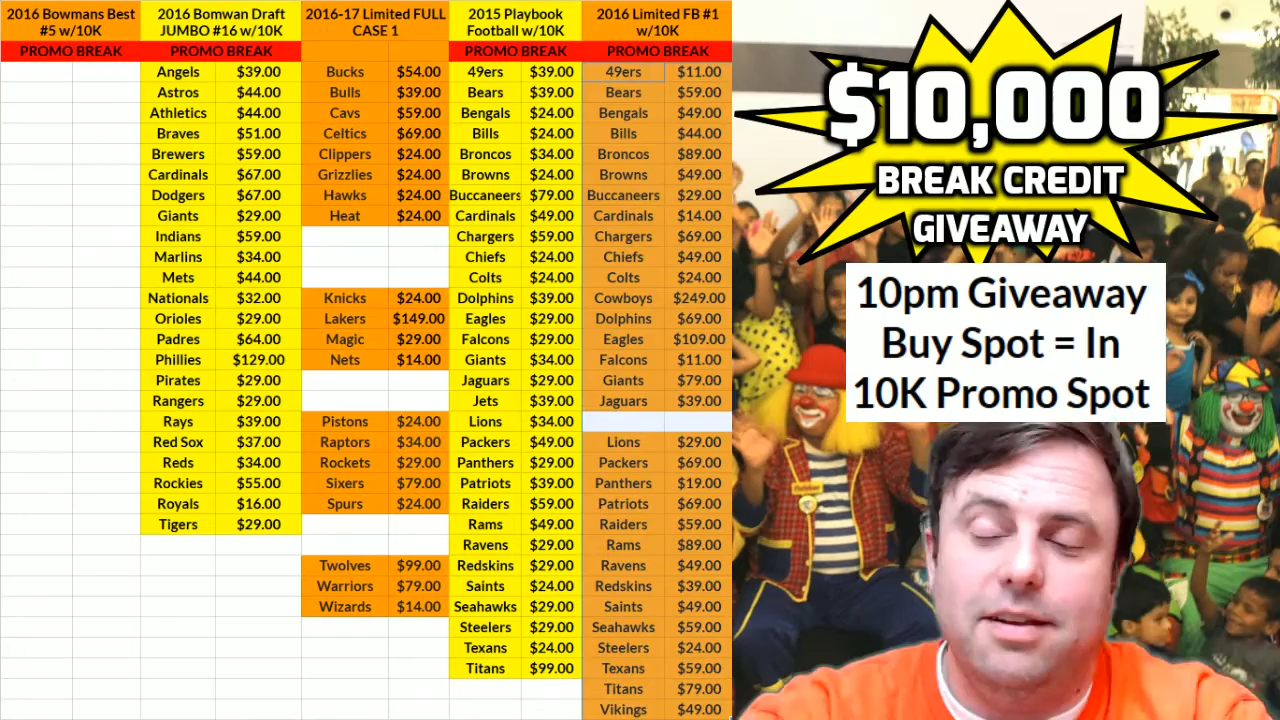 2016 Bowmans Best
#5 w/10K
PROMO BREAK
2016 Bomwan Draft
JUMBO #16 w/10K
PROMO BREAK
Angels $39.00
Astros $44.00
Athletics $44.00
Braves $51.00
Brewers $59.00
Cardinals $67.00
Dodgers $67.00
Giants $29.00
Indians $59.00
Marlins $34.00
Mets $44.00
Nationals $32.00
Orioles $29.00
Padres $64.00
Phillies $129.00
Pirates $29.00
Rangers $29.00
Rays $39.00
Red Sox $37.00
Reds $34.00
Rockies $55.00
Royals $16.00
Tigers $29.00
2016-17 Limited FULL
CASE 1
Bucks $54.00
Bulls $39.00
Cavs $59.00
Celtics $69.00
Clippers $24.00
Grizzlies $24.00
Hawks $24.00
Heat $24.00
Knicks $24.00
Lakers $149.00
Magic $29.00
Nets $14.00
Pistons $24.00
Raptors $34.00
Rockets $29.00
Sixers $79.00
Spurs $24.00
Twolves $99.00
Warriors $79.00
Wizards $14.00
2015 Playbook
Football w/10K
PROMO BREAK
49ers $39.00
Bears $39.00
Bengals $24.00
Bills $24.00
Broncos $34.00
Browns $24.00
Buccaneers $79.00
Cardinals $49.00
Chargers $59.00
Chiefs $24.00
Colts $24.00
Dolphins $39.00
Eagles $29.00
Falcons $29.00
Giants $34.00
Jaguars $29.00
Jets $39.00
Lions $34.00
Packers $49.00
Panthers $29.00
Patriots $39.00
Raiders $59.00
Rams $49.00
Ravens $29.00
Redskins $29.00
Saints $24.00
Seahawks $29.00
Steelers $29.00
Texans $24.00
Titans $99.00
2016 Limited FB #1
w/10K
PROMO BREAK
49ers $11.00
Bears $59.00
Bengals $49.00
Bills $44.00
Broncos $89.00
Browns $49.00
Buccaneers $29.00
Cardinals $14.00
Chargers $69.00
Chiefs $49.00
Colts $24.00
Cowboys $249.00
Dolphins $69.00
Eagles $109.00
Falcons $11.00
Giants $79.00
Jaguars $39.00
Lions $29.00
Packers $69.00
Panthers $19.00
Patriots $69.00
Raiders $59.00
Rams $89.00
Ravens $49.00
Redskins $39.00
Saints $49.00
Seahawks $59.00
Steelers $24.00
Texans $59.00
Titans $79.00
Vikings $49.00
$10,000
BREAK CREDIT
GIVEAWAY
10pm Giveaway
Buy Spot = In
10K Promo Spot